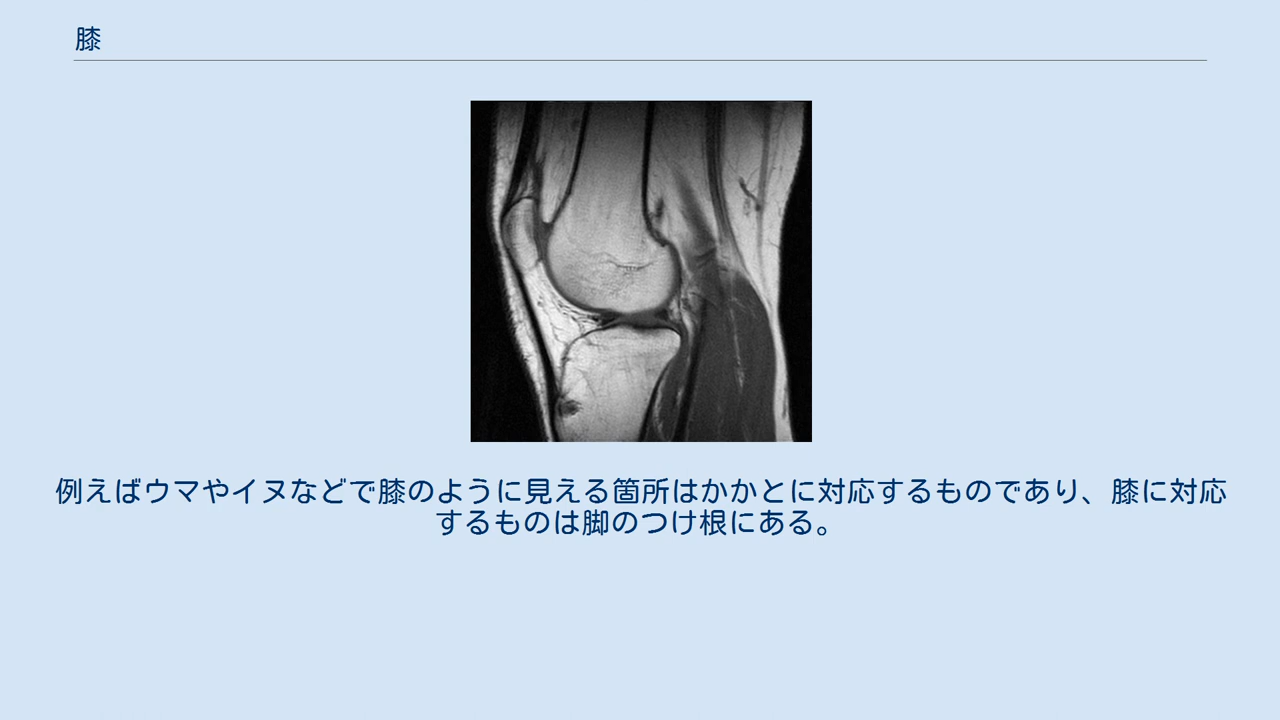 膝
例えばウマやイヌなどで膝のように見える箇所はかかとに対応するものであり、膝に対応
するものは脚のつけ根にある。